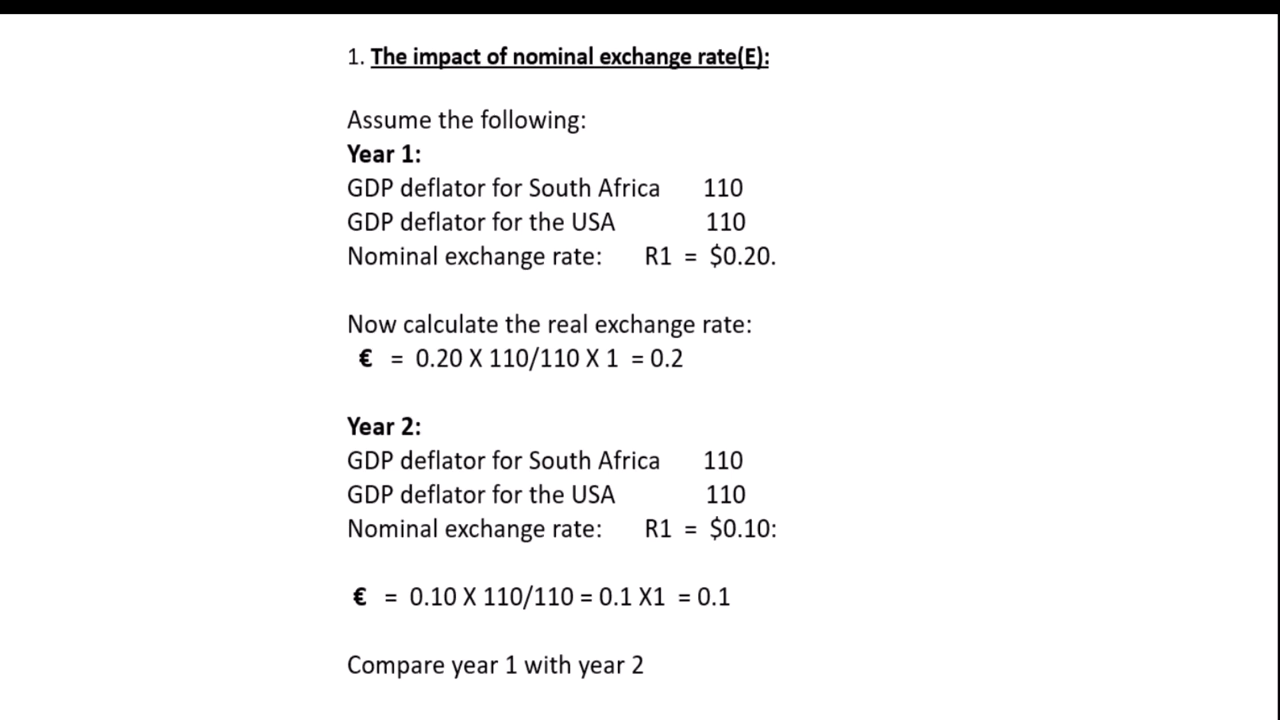 1. The impact of nominal exchange rate(E):
Assume the following:
Year 1:
GDP deflator for South Africa 110
GDP deflator for the USA 110
Nominal exchange rate: R1 = $0.20.
Now calculate the real exchange rate:
€ = 0.20 X 110/110 X 1 = 0.2
Year 2:
GDP deflator for South Africa 110
GDP deflator for the USA 110
Nominal exchange rate: R1 = $0.10:
€ = 0.10 X 110/110 = 0.1 X1 = 0.1
Compare year 1 with year 2